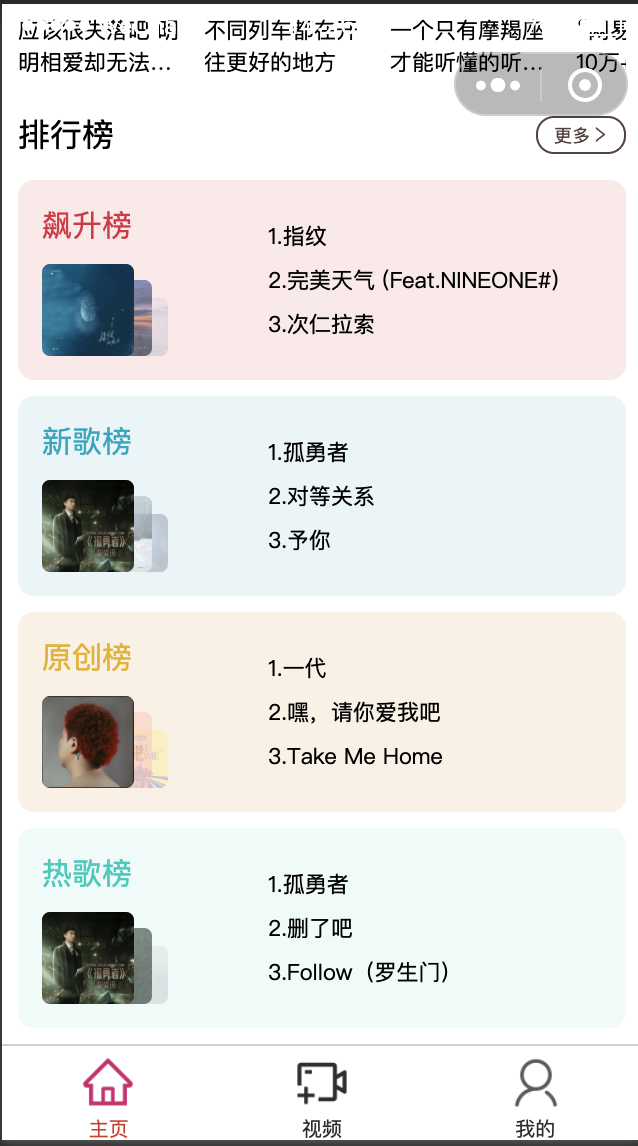 应该很失落吧 明 不同列车都在开 一个只有摩羯座
明相爱却无法… 往更好的地方 才能听懂的听… 10万+
排行榜 更多
飙升榜
1.指纹
2.完美天气 (Feat.NINEONE#)
3.次仁拉索
新歌榜
1.孤勇者
2.对等关系
3.予你
《孤勇者》
原创榜
1.一代
2.嘿，请你爱我吧
3.Take Me Home
热歌榜
1.孤勇者
2.删了吧
3.Follow（罗生门）
《孤勇者》
主页 视频 我的